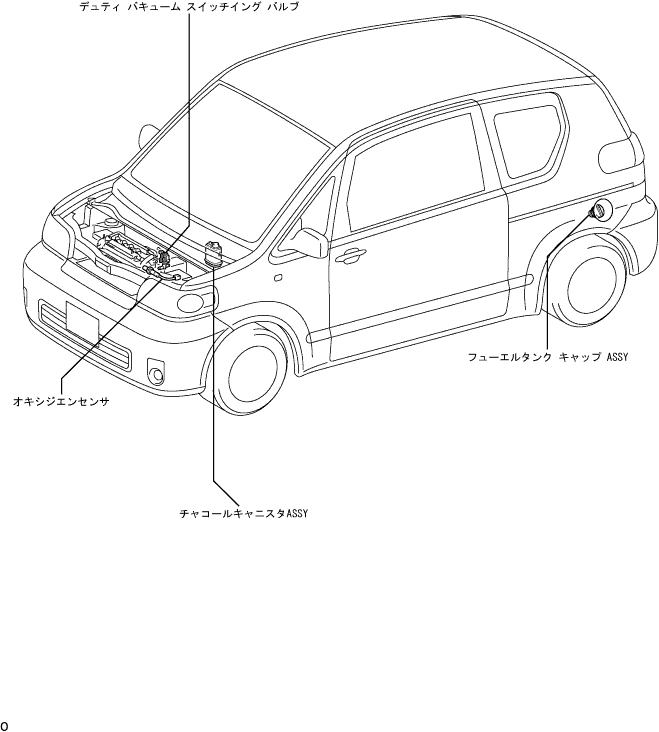 デュティ バキューム スイッチイング バルブ
フューエルタンク キャップ ASSY
オキシジエンセンサ
チャコールキャニスタASSY
O